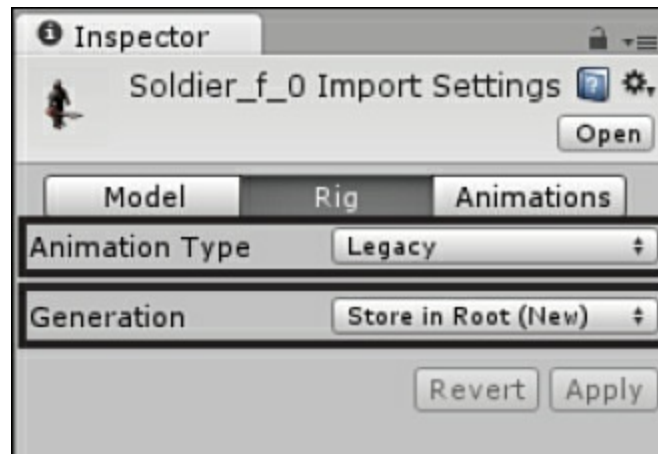 Inspector
Soldier_f_0 Import Settings
Open
Model Rig Animations
Animation Type Legacy
Generation Store in Root (New)
Revert Apply